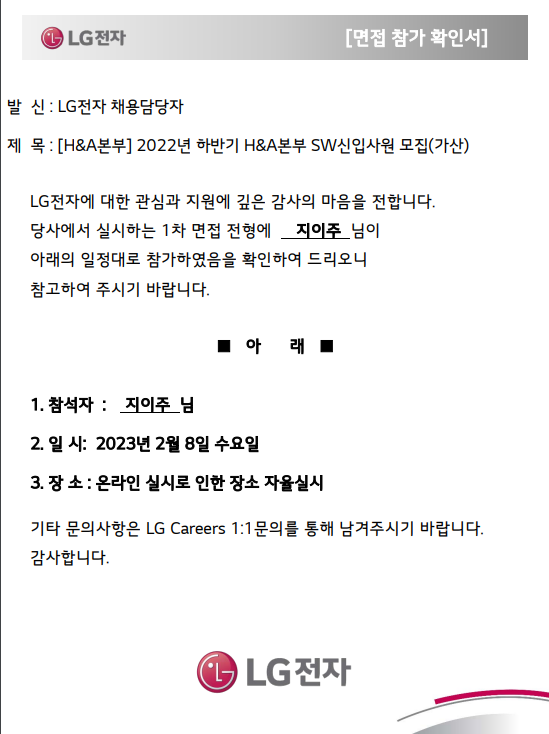 LG전자 [면접 참가 확인서]
발 신 : LG전자 채용담당자
제 목 : [H&A본부] 2022년 하반기 H&A본부 SW신입사원 모집(가산)
LG전자에 대한 관심과 지원에 깊은 감사의 마음을 전합니다.
당사에서 실시하는 1차 면접 전형에 지이주 님이
아래의 일정대로 참가하였음을 확인하여 드리오니
참고하여 주시기 바랍니다.
■ 아 래 ■
1. 참석자 : 지이주 님
2. 일 시: 2023년 2월 8일 수요일
3. 장 소 : 온라인 실시로 인한 장소 자율실시
기타 문의사항은 LG Careers 1:1문의를 통해 남겨주시기 바랍니다.
감사합니다.
LG전자